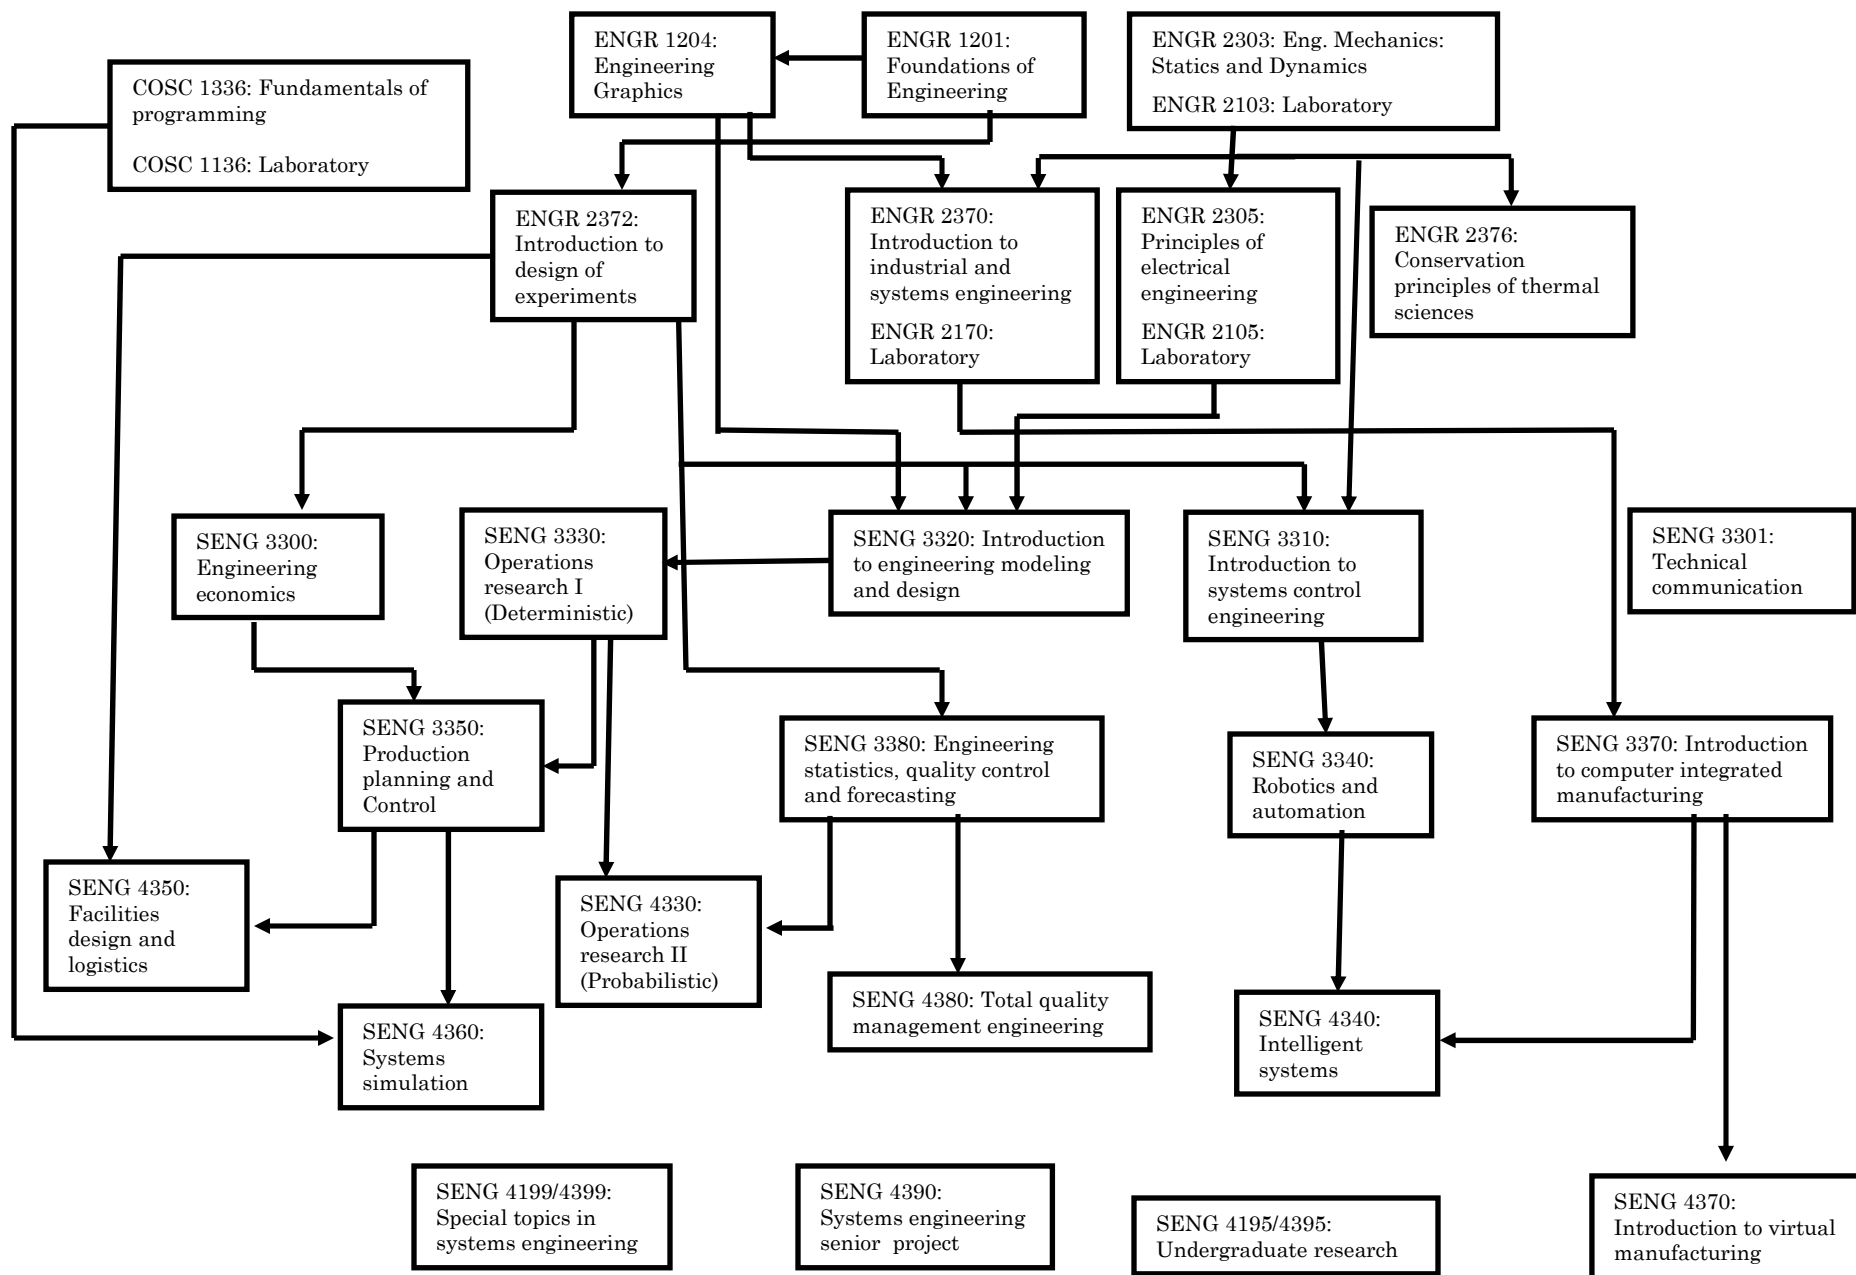 ENGR 1204:
Engineering
Graphics
ENGR 1201:
Foundations of
Engineering
ENGR 2303: Eng. Mechanics:
Statics and Dynamics
ENGR 2103: Laboratory
COSC 1336: Fundamentals of
programming
COSC 1136: Laboratory
ENGR 2372:
Introduction to
design of
experiments
ENGR 2370:
Introduction to
industrial and
systems engineering
ENGR 2170:
Laboratory
ENGR 2305:
Principles of
electrical
engineering
ENGR 2105:
Laboratory
ENGR 2376:
Conservation
principles of thermal
sciences
SENG 3300:
Engineering
economics
SENG 3330:
Operations
research I
(Deterministic)
SENG 3320: Introduction
to engineering modeling
and design
SENG 3310:
Introduction to
systems control
engineering
SENG 3301:
Technical
communication
SENG 3350:
Production
planning and
Control
SENG 3380: Engineering
statistics, quality control
and forecasting
SENG 3340:
Robotics and
automation
SENG 3370: Introduction
to computer integrated
manufacturing
SENG 4350:
Facilities
design and
logistics
SENG 4330:
Operations
research II
(Probabilistic)
SENG 4380: Total quality
management engineering
SENG 4360:
Systems
simulation
SENG 4340:
Intelligent
systems
SENG 4199/4399:
Special topics in
systems engineering
SENG 4390:
Systems engineering
senior project
SENG 4195/4395:
Undergraduate research
SENG 4370:
Introduction to virtual
manufacturing